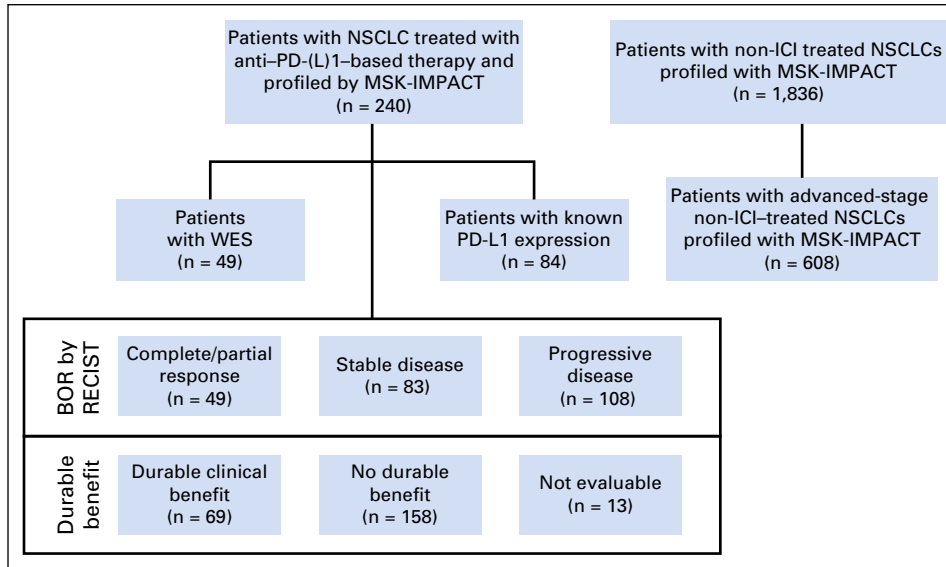 Patients with NSCLC treated with
anti–PD-(L)1–based therapy and
profiled by MSK-IMPACT
(n = 240)
Patients with non-ICI treated NSCLCs
profiled with MSK-IMPACT
(n = 1,836)
Patients
with WES
(n = 49)
Patients with known
PD-L1 expression
(n = 84)
Patients with advanced-stage
non-ICI–treated NSCLCs
profiled with MSK-IMPACT
(n = 608)
BOR by
RECIST
Complete/partial
response
(n = 49)
Stable disease
(n = 83)
Progressive
disease
(n = 108)
Durable
benefit
Durable clinical
benefit
(n = 69)
No durable
benefit
(n = 158)
Not evaluable
(n = 13)